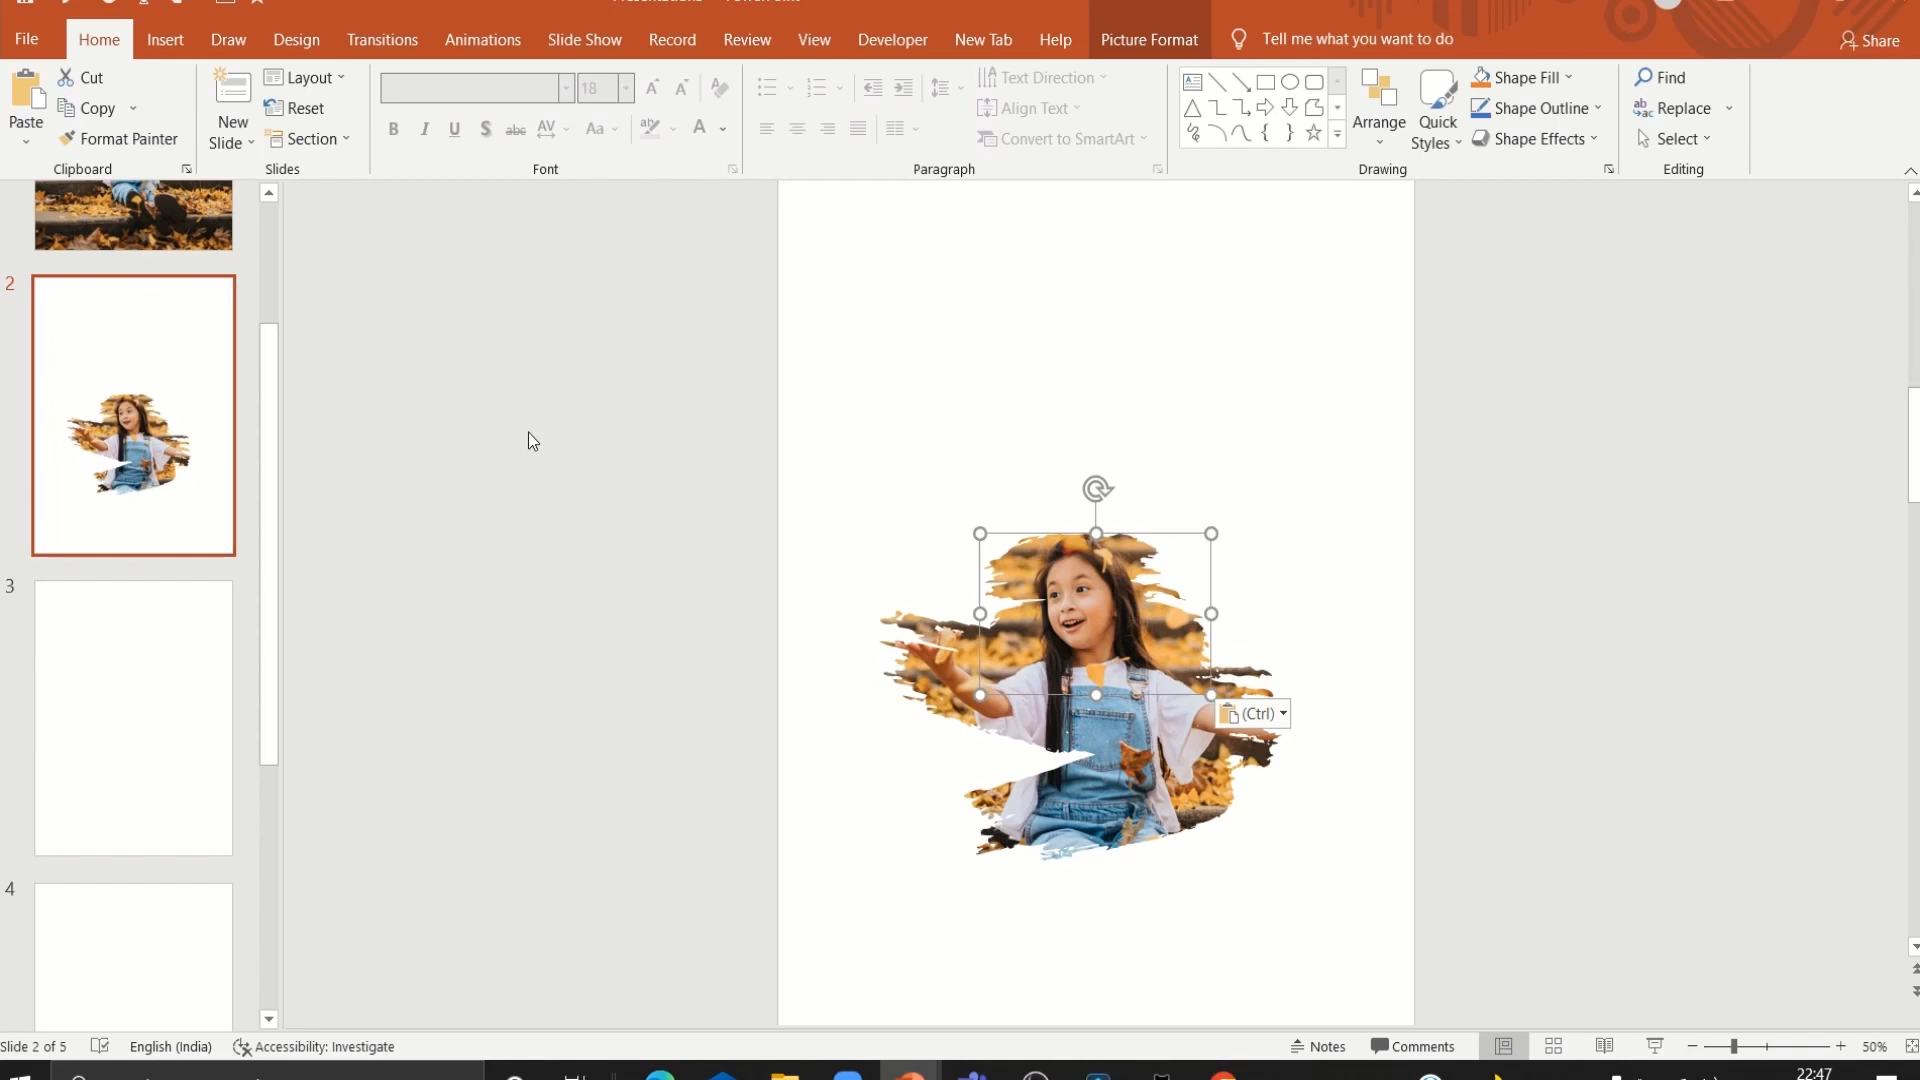 File
Home
Insert
Draw
Design
Transitions
Animations
Slide Show
Record
Review
View
Developer
New Tab
Help
Picture Format
Tell me what you want to do
Share
Paste
Cut
Copy
Format Painter
Clipboard
New
Slide
Layout
Reset
Section
Slides
18
B
I
U
S
abc
AV
Aa
A
Font
Text Direction
Align Text
Convert to SmartArt
Paragraph
Arrange
Quick
Styles
Shape Fill
Shape Outline
Shape Effects
Drawing
Find
Replace
Select
Editing
2
3
4
(Ctrl)
Slide 2 of 5
English (India)
Accessibility: Investigate
Notes
Comments
50%
22:47